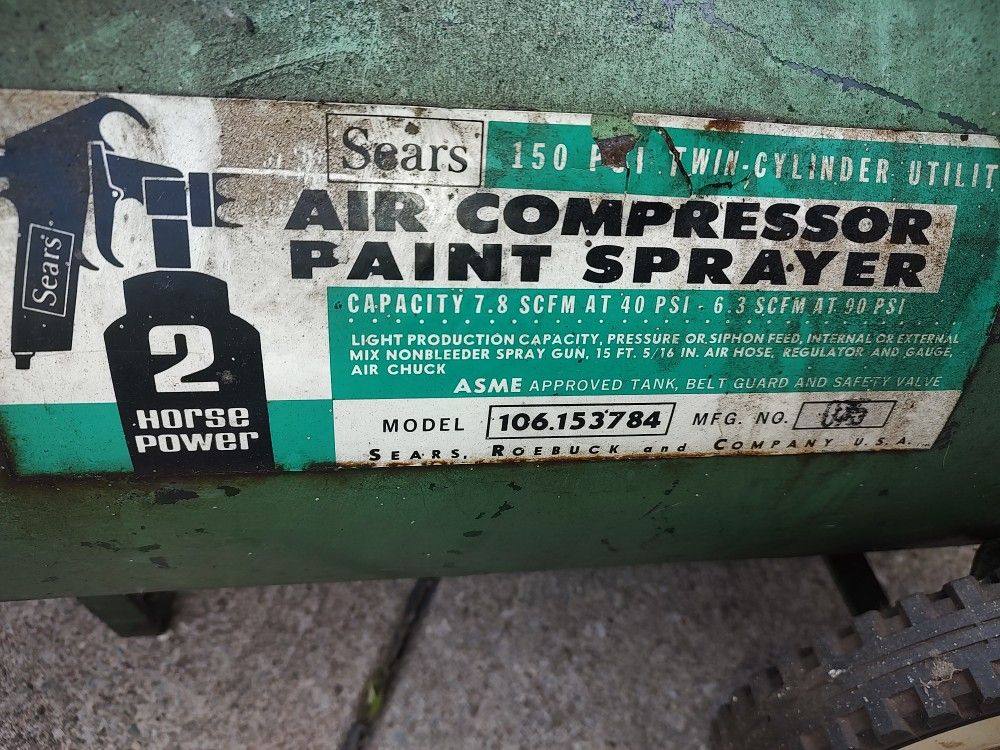 Sears
150 PSI TWIN-CYLINDER UTILIT
AIR COMPRESSOR
PAINT SPRAYER
CAPACITY 7.8 SCFM AT 40 PSI - 6.3 SCFM AT 90 PSI
LIGHT PRODUCTION CAPACITY, PRESSURE OR SIPHON FEED, INTERNAL OR EXTERNAL
MIX NONBLEEDER SPRAY GUN, 15 FT. 5/16 IN. AIR HOSE, REGULATOR AND GAUGE,
AIR CHUCK
ASME APPROVED TANK, BELT GUARD AND SAFETY VALVE
MODEL 106.153784 MFG. NO.
SEARS, ROEBUCK and COMPANY U.S.A.
Sears
2
HORSE
POWER